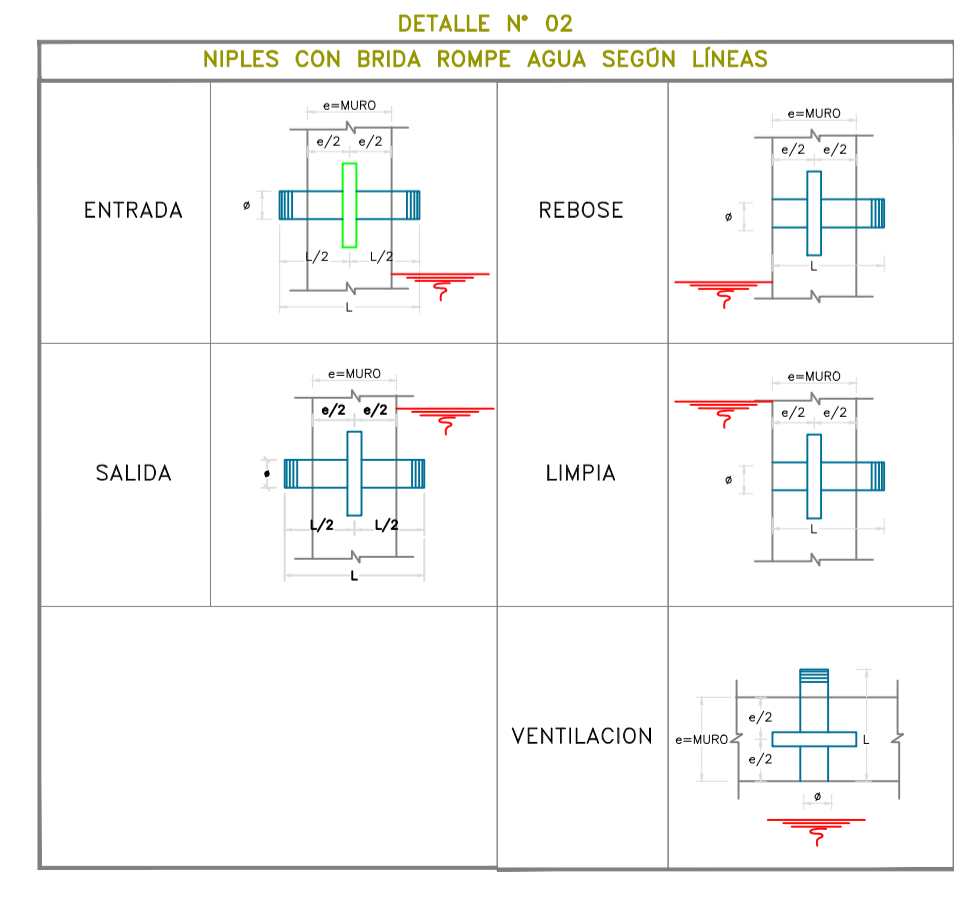 DETALLE N° 02
NIPLES CON BRIDA ROMPE AGUA SEGÚN LÍNEAS
ENTRADA
e=MURO
e/2 e/2
ø
L/2 L/2
L
REBOSE
e=MURO
e/2 e/2
ø
L
SALIDA
e=MURO
e/2 e/2
ø
L/2 L/2
L
LIMPIA
e=MURO
e/2 e/2
ø
L
VENTILACION
e=MURO
e/2
e/2
L
ø